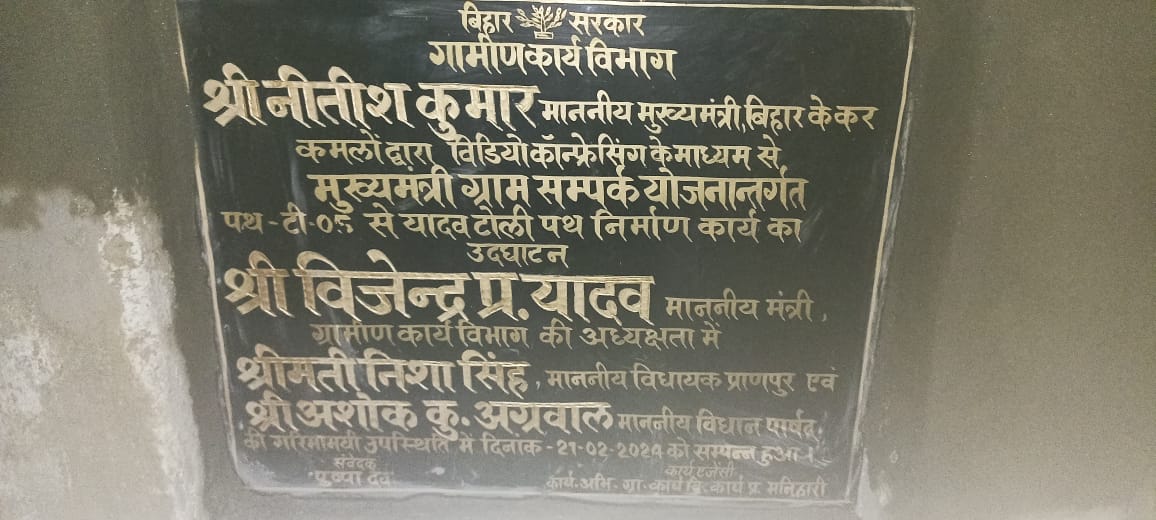 बिहार सरकार
ग्रामीण कार्य विभाग
श्री नीतीश कुमार माननीय मुख्यमंत्री, बिहार के कर
कमलों द्वारा विडियो कॉन्फ्रेसिंग के माध्यम से
मुख्यमंत्री ग्राम सम्पर्क योजनान्तर्गत
पथ - टी-05 से यादव टोली पथ निर्माण कार्य का
उदघाटन
श्री विजेन्द्र प्र. यादव माननीय मंत्री,
ग्रामीण कार्य विभाग की अध्यक्षता में
श्रीमती निशा सिंह, माननीय विधायक प्राणपुर एवं
श्री अशोक कु. अग्रवाल माननीय विधान पार्षद
की गरिमामयी उपस्थिति में दिनाक - 21-02-2024 को सम्पन्न हुआ।
संवेदक कार्य एजेंसी
कार्य. अभि. ग्रा. कार्य वि. कार्य प्र. मनिहारी